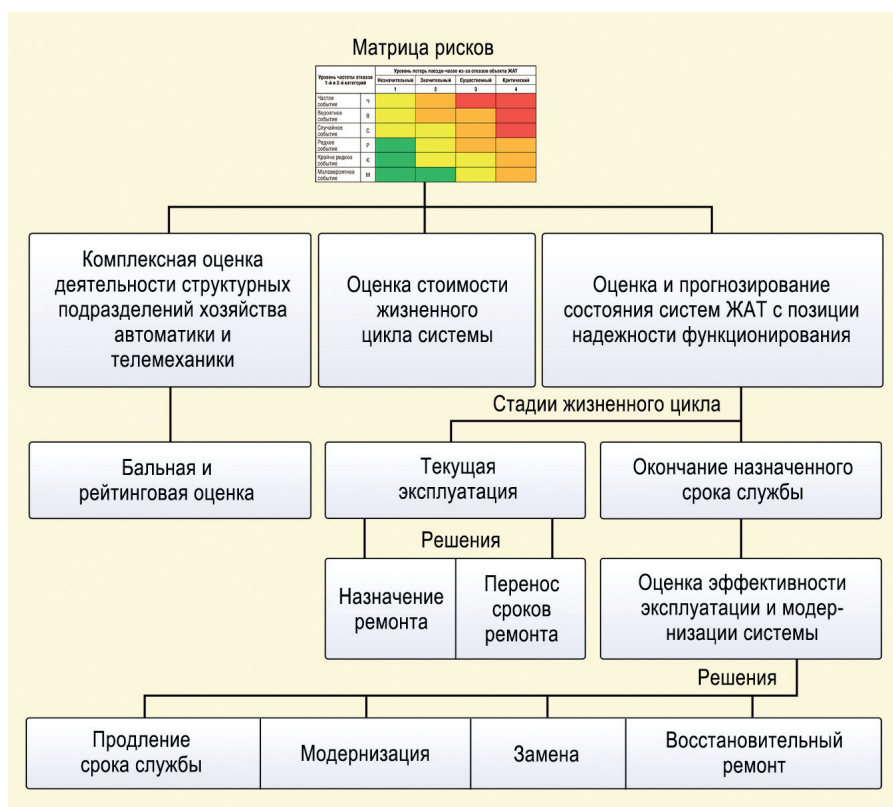 Матрица рисков
Уровень частоты отказов
1-й и 2-й категорий
Уровень потерь поездо-часов из-за отказов объекта ЖАТ
Незначительный Значительный Существенный Критический
1 2 3 4
Частое
событие Ч
Вероятное
событие В
Случайное
событие С
Редкое
событие Р
Крайне редкое
событие К
Маловероятное
событие М
Комплексная оценка
деятельности структурных
подразделений хозяйства
автоматики и
телемеханики
Оценка стоимости
жизненного
цикла системы
Оценка и прогнозирование
состояния систем ЖАТ с позиции
надежности функционирования
Стадии жизненного цикла
Бальная и
рейтинговая оценка
Текущая
эксплуатация
Окончание назначенного
срока службы
Решения
Назначение
ремонта
Перенос
сроков
ремонта
Оценка эффективности
эксплуатации и модер-
низации системы
Решения
Продление
срока службы
Модернизация
Замена
Восстановительный
ремонт